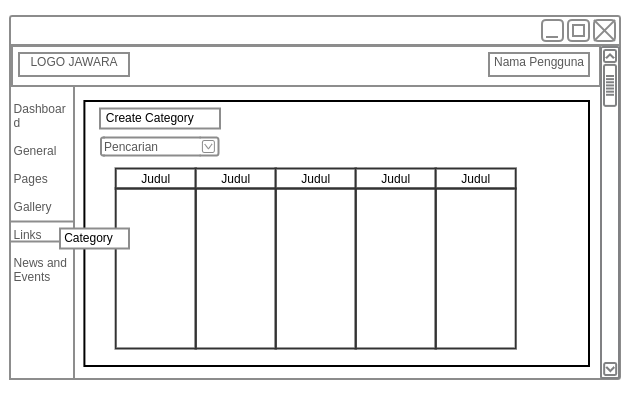 LOGO JAWARA
Nama Pengguna
Dashboar
d
General
Pages
Gallery
Links
Category
News and
Events
Create Category
Pencarian
Judul Judul Judul Judul Judul